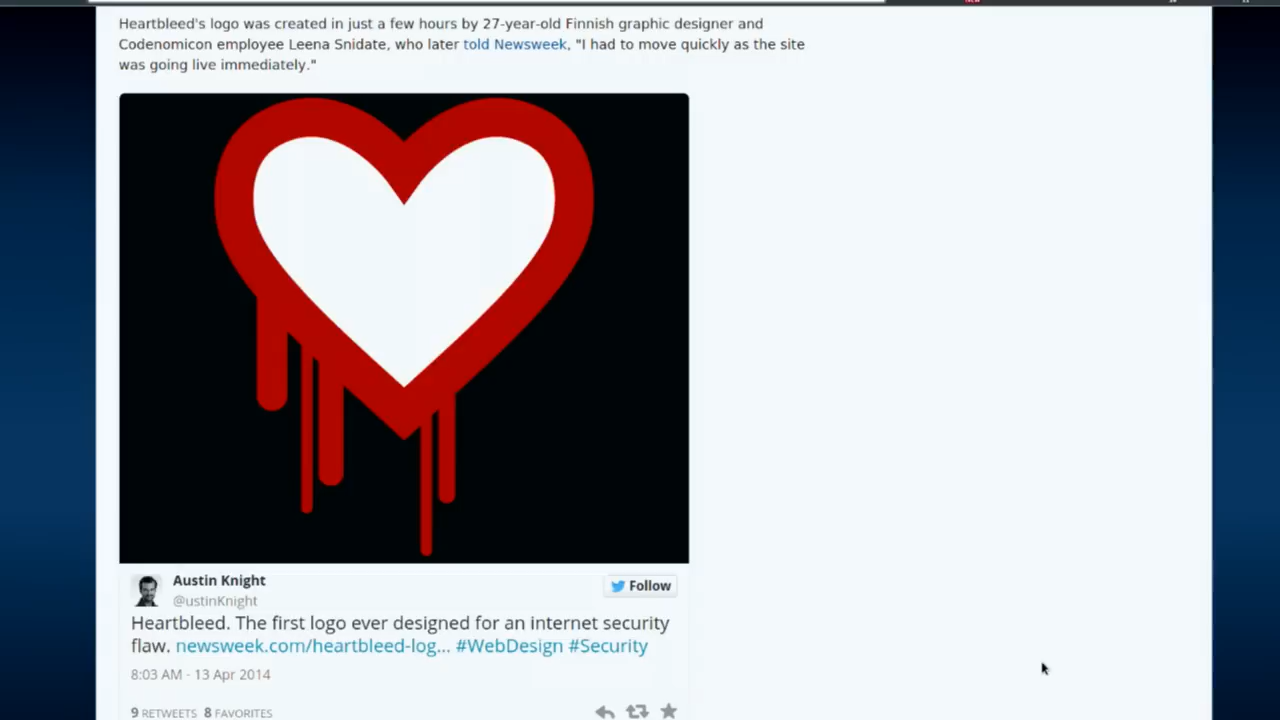 Heartbleed's logo was created in just a few hours by 27-year-old Finnish graphic designer and
Codenomicon employee Leena Snidate, who later told Newsweek, "I had to move quickly as the site
was going live immediately."
Austin Knight
@ustinKnight
Follow
Heartbleed. The first logo ever designed for an internet security
flaw. newsweek.com/heartbleed-log... #WebDesign #Security
8:03 AM - 13 Apr 2014
9 RETWEETS 8 FAVORITES